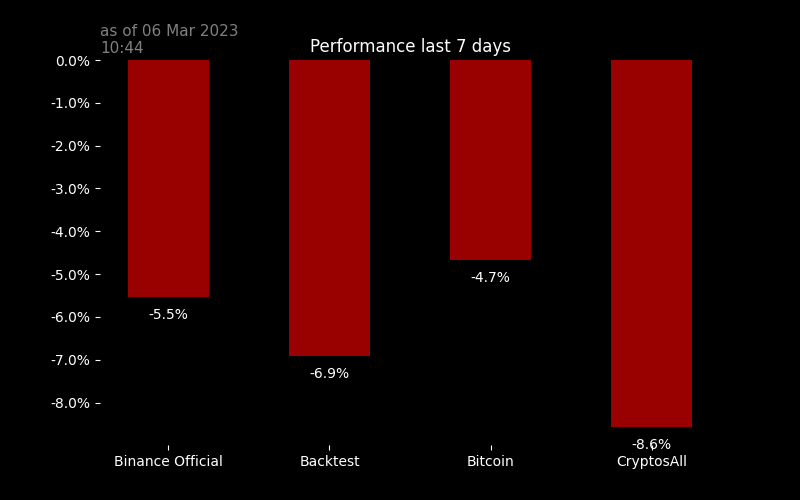 as of 06 Mar 2023
10:44
Performance last 7 days
0.0%
-1.0%
-2.0%
-3.0%
-4.0%
-5.0%
-6.0%
-7.0%
-8.0%
-5.5%
-6.9%
-4.7%
-8.6%
Binance Official
Backtest
Bitcoin
CryptosAll